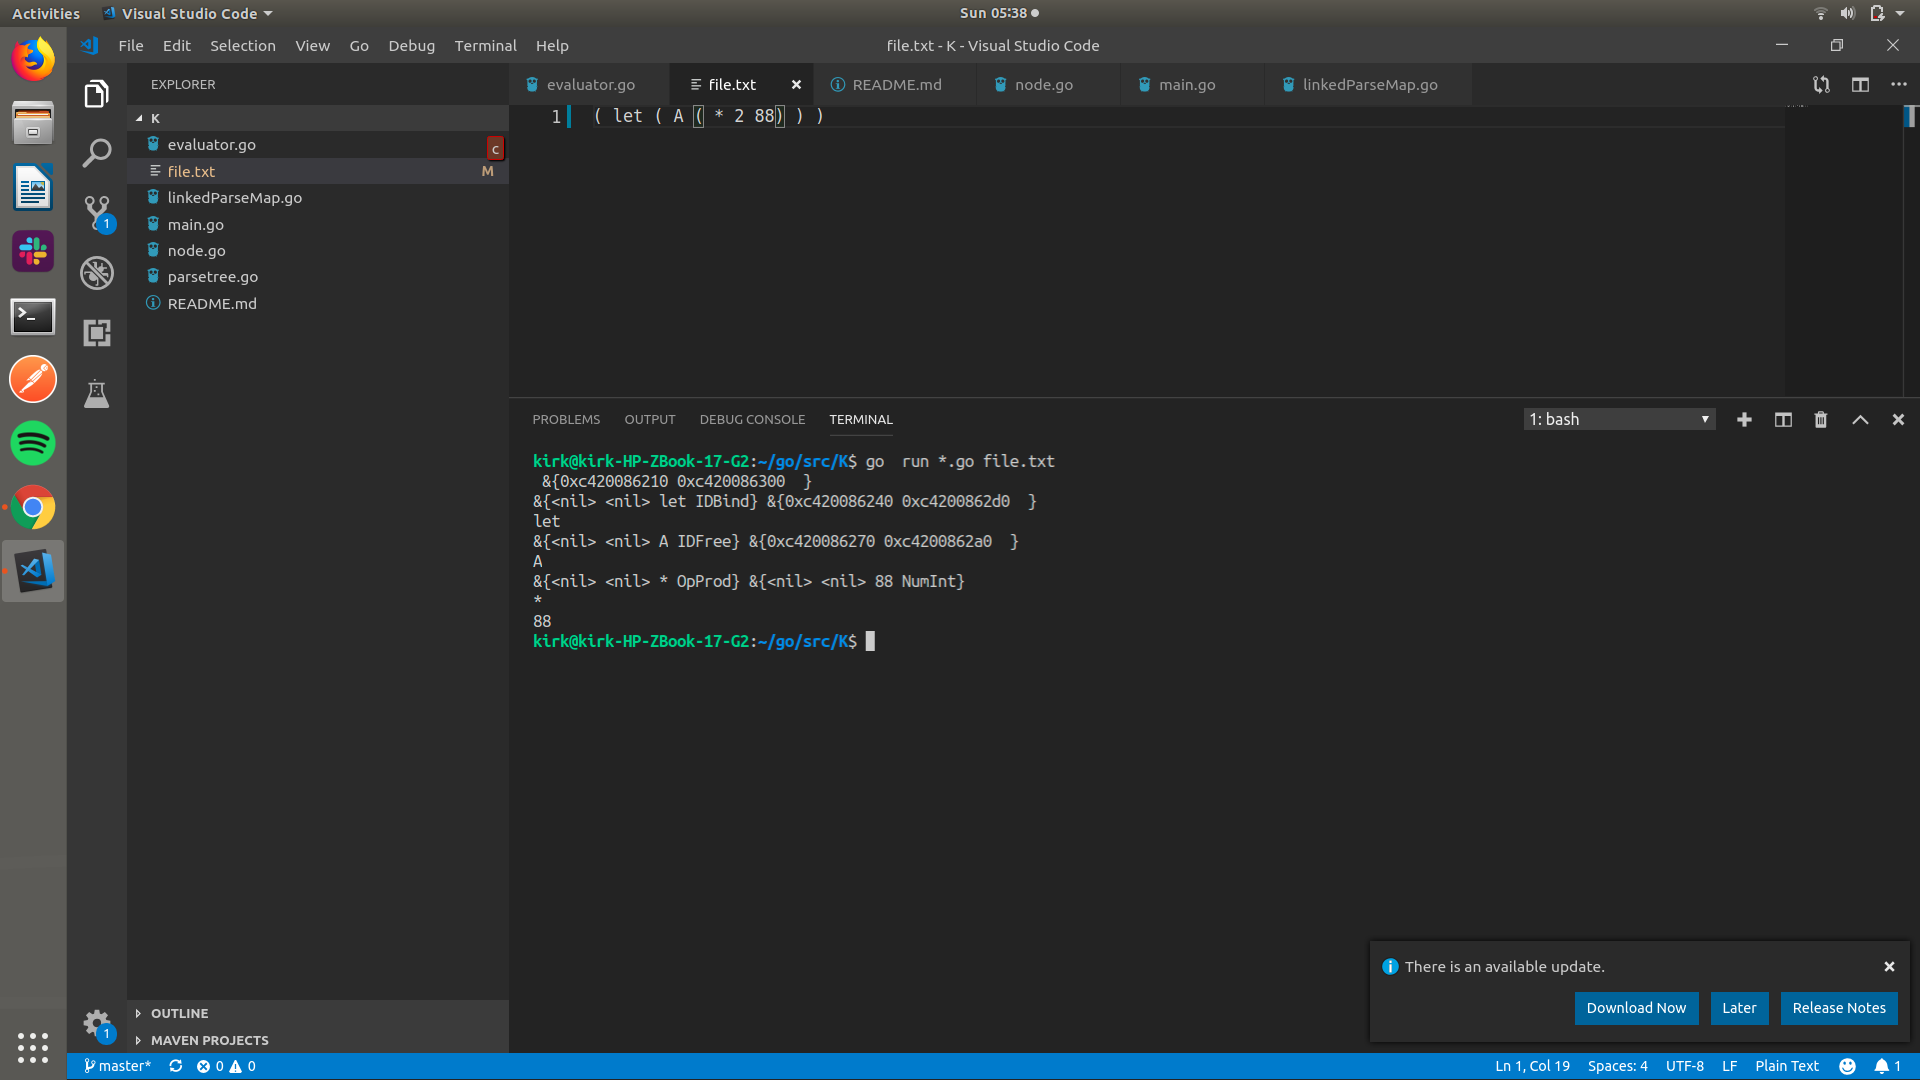 Activities Visual Studio Code Sun 05:38
File Edit Selection View Go Debug Terminal Help file.txt - K - Visual Studio Code
EXPLORER
evaluator.go file.txt README.md node.go main.go linkedParseMap.go
K
evaluator.go
c
file.txt M
linkedParseMap.go
main.go
node.go
parsetree.go
README.md
1 ( let ( A ( * 2 88) ) )
1
PROBLEMS OUTPUT DEBUG CONSOLE TERMINAL 1: bash
kirk@kirk-HP-ZBook-17-G2:~/go/src/K$ go  run *.go file.txt
 &{0xc420086210 0xc420086300  }
&{<nil> <nil> let IDBind} &{0xc420086240 0xc4200862d0  }
let
&{<nil> <nil> A IDFree} &{0xc420086270 0xc4200862a0  }
A
&{<nil> <nil> * OpProd} &{<nil> <nil> 88 NumInt}
*
88
kirk@kirk-HP-ZBook-17-G2:~/go/src/K$
There is an available update.
Download Now Later Release Notes
OUTLINE
1
MAVEN PROJECTS
master* 0 0 Ln 1, Col 19 Spaces: 4 UTF-8 LF Plain Text 1